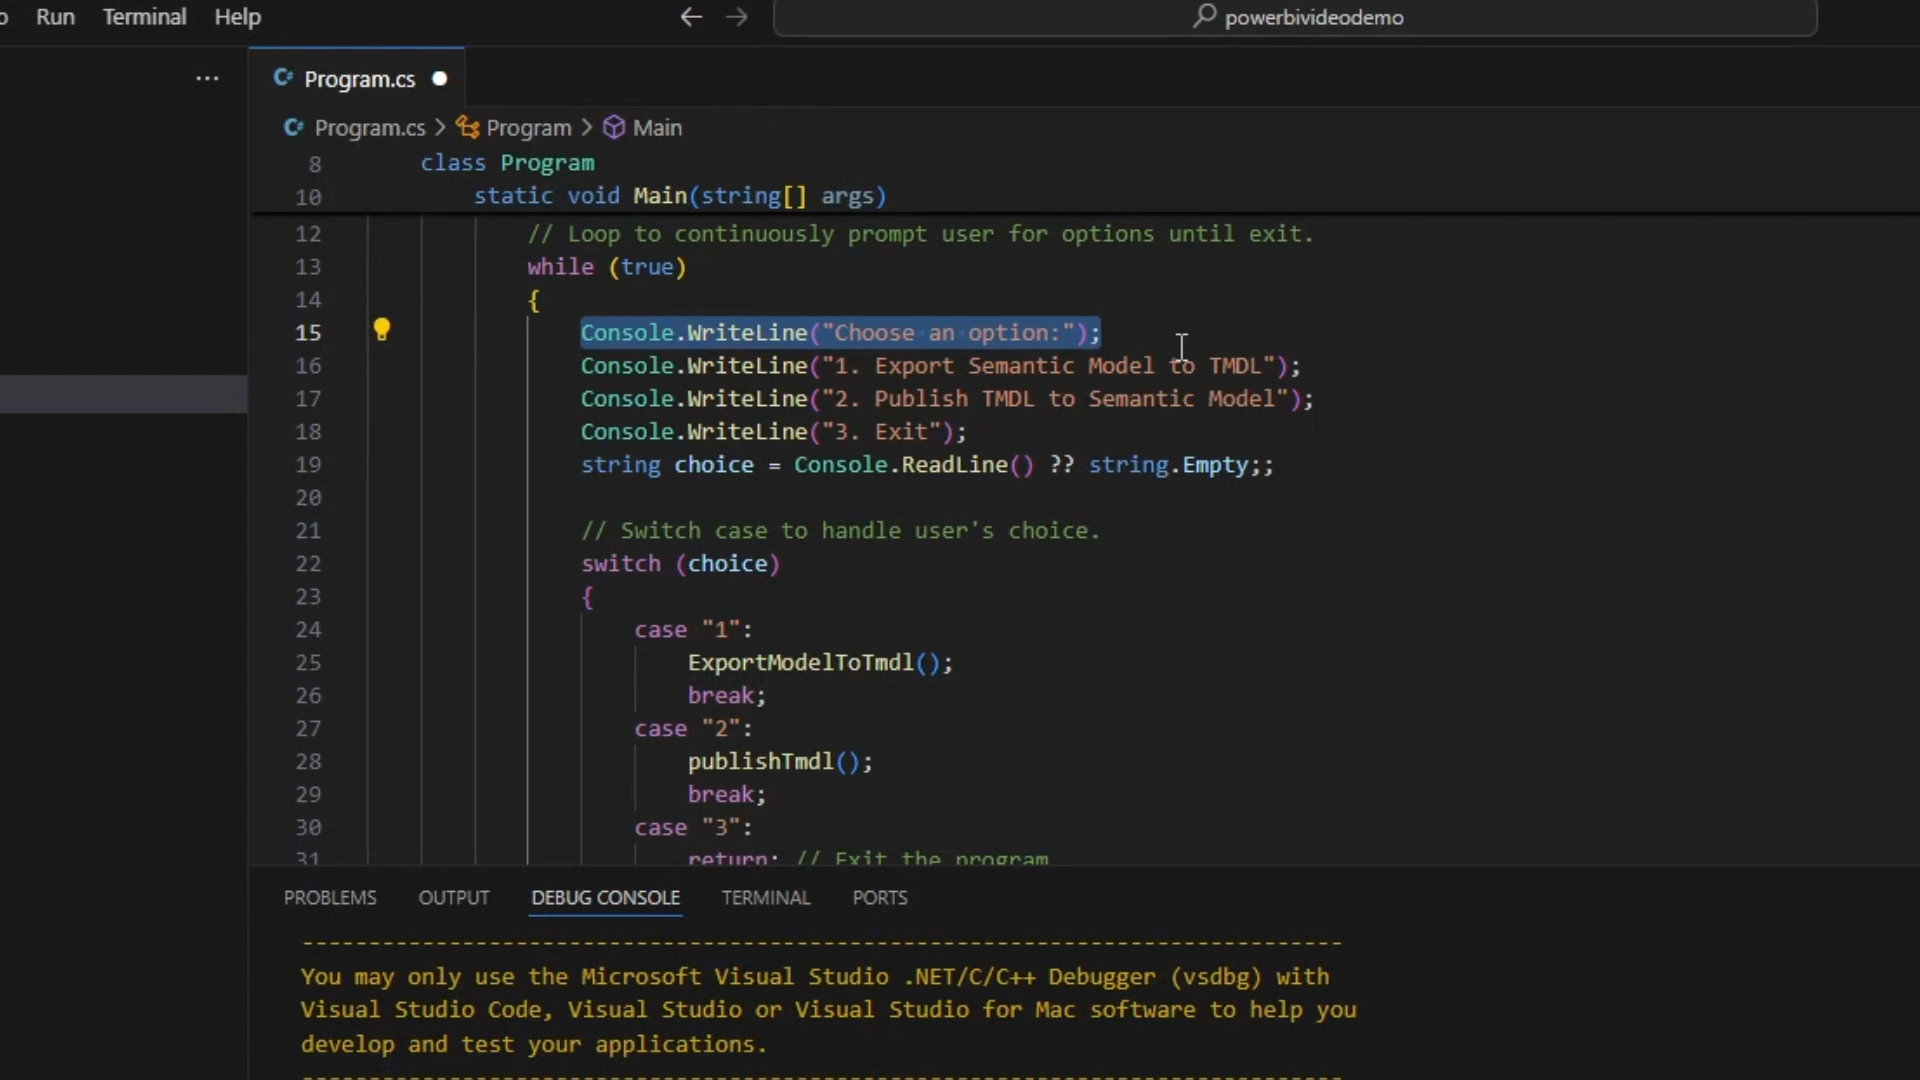 Run Terminal Help
powerbivideodemo
Program.cs
Program.cs > Program > Main
8 class Program
10 static void Main(string[] args)
12 // Loop to continuously prompt user for options until exit.
13 while (true)
14 {
15 Console.WriteLine("Choose an option:");
16 Console.WriteLine("1. Export Semantic Model to TMDL");
17 Console.WriteLine("2. Publish TMDL to Semantic Model");
18 Console.WriteLine("3. Exit");
19 string choice = Console.ReadLine() ?? string.Empty;;
20
21 // Switch case to handle user's choice.
22 switch (choice)
23 {
24 case "1":
25 ExportModelToTmdl();
26 break;
27 case "2":
28 publishTmdl();
29 break;
30 case "3":
31 return; // Exit the program
PROBLEMS OUTPUT DEBUG CONSOLE TERMINAL PORTS
You may only use the Microsoft Visual Studio .NET/C/C++ Debugger (vsdbg) with
Visual Studio Code, Visual Studio or Visual Studio for Mac software to help you
develop and test your applications.